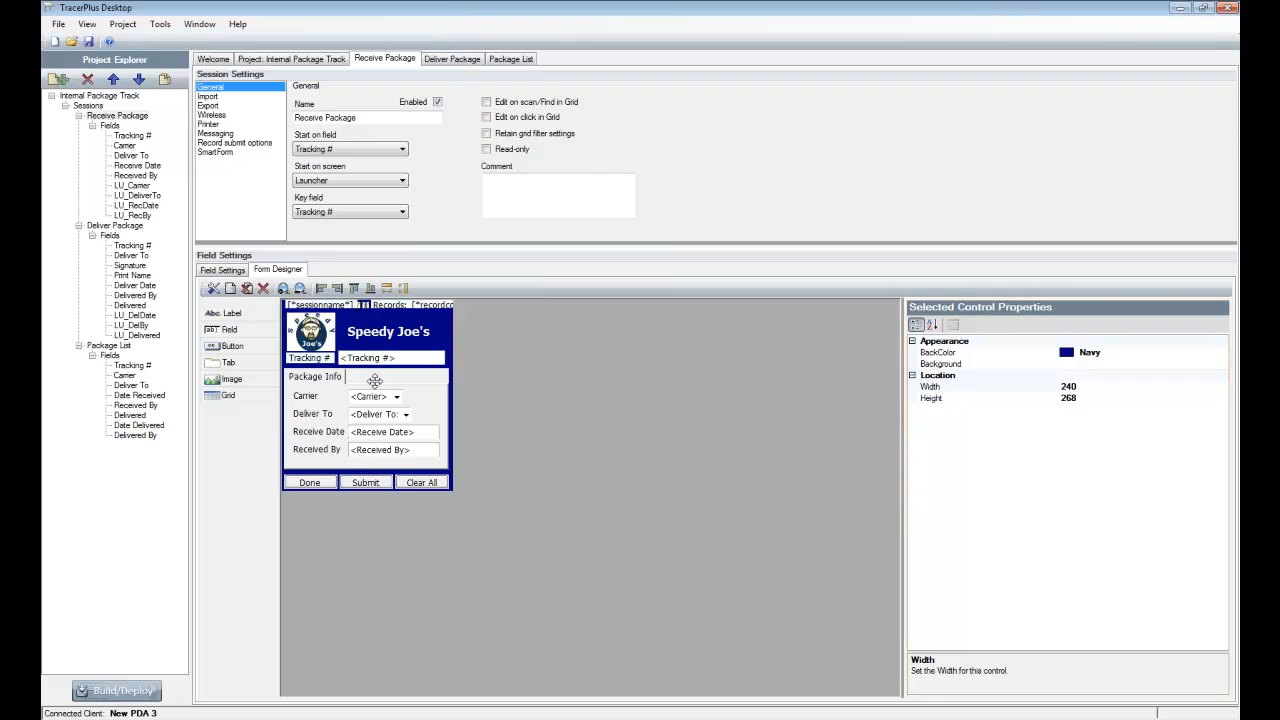 TracerPlus Desktop
File View Project Tools Window Help
Project Explorer
Welcome Project: Internal Package Track Receive Package Deliver Package Package List
Session Settings
General
Import
Export
Wireless
Printer
Messaging
Record submit options
SmartForm
General
Name Enabled
Receive Package
Start on field
Tracking #
Start on screen
Launcher
Key field
Tracking #
Edit on scan/Find in Grid
Edit on click in Grid
Retain grid filter settings
Read-only
Comment
Internal Package Track
Sessions
Receive Package
Fields
Tracking #
Carrier
Deliver To
Receive Date
Received By
LU_Carrier
LU_DeliverTo
LU_RecDate
LU_RecBy
Deliver Package
Fields
Tracking #
Deliver To
Signature
Print Name
Deliver Date
Delivered By
Delivered
LU_DelDate
LU_DelBy
LU_Delivered
Package List
Fields
Tracking #
Carrier
Deliver To
Date Received
Received By
Delivered
Date Delivered
Delivered By
Field Settings
Field Settings Form Designer
Abc Label
abl Field
OK Button
Tab
Image
Grid
[*sessionname*] Records: [*recordco
SPEEDY
Joe's
Speedy Joe's
Tracking # <Tracking #>
Package Info
Carrier <Carrier>
Deliver To <Deliver To:
Receive Date <Receive Date>
Received By <Received By>
Done Submit Clear All
Selected Control Properties
Appearance
BackColor Navy
Background
Location
Width 240
Height 268
Width
Set the Width for this control.
Build/Deploy
Connected Client: New PDA 3